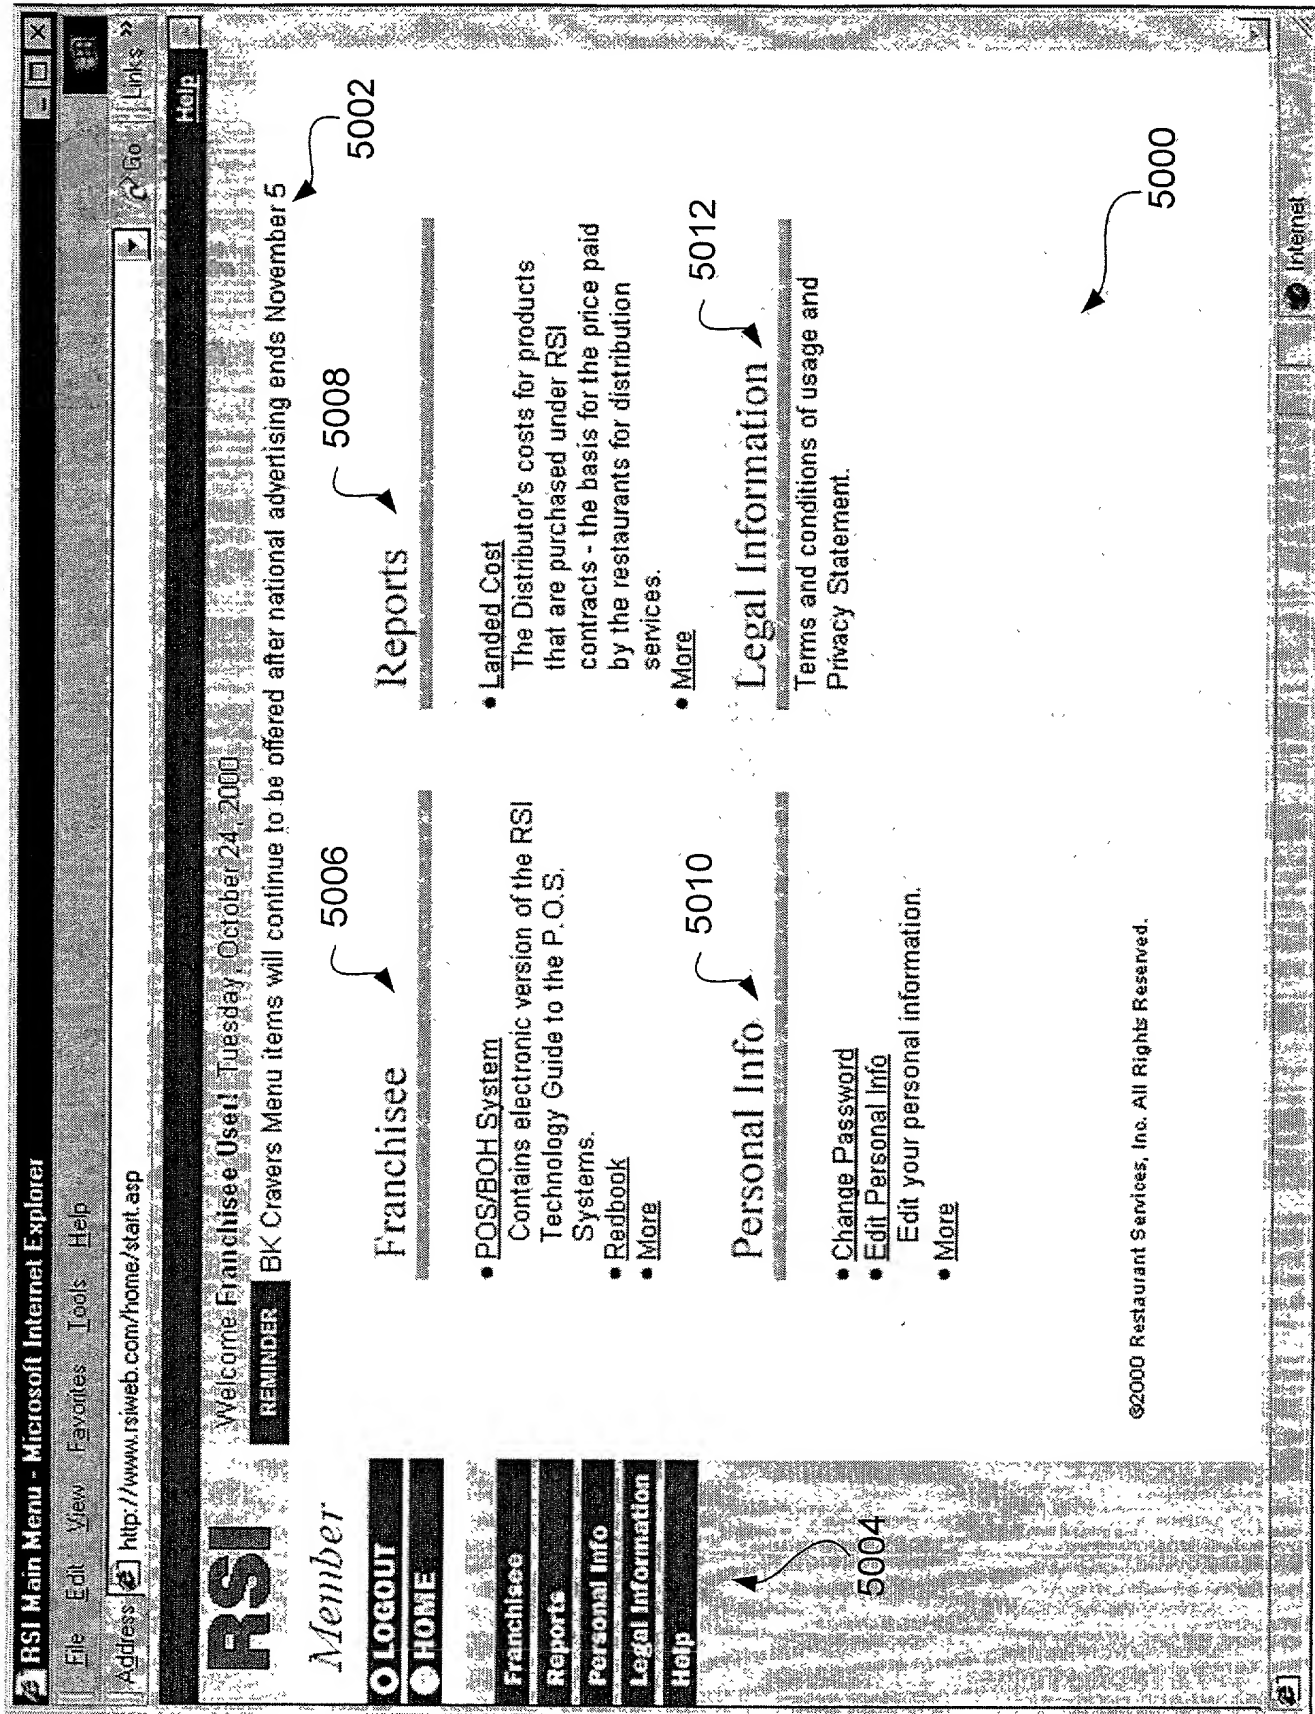 RSI Main Menu - Microsoft Internet Explorer
File Edit View Favorites Tools Help
Address http://www.rsiweb.com/home/start.asp Go Links »
Help
RSI
Welcome Franchisee User! Tuesday, October 24, 2000
REMINDER BK Cravers Menu items will continue to be offered after national advertising ends November 5
5002
Member
LOGOUT
HOME
Franchisee
Reports
Personal Info
Legal Information
Help
5004
Franchisee
5006
• POS/BOH System
Contains electronic version of the RSI
Technology Guide to the P.O.S.
Systems.
• Redbook
• More
Reports
5008
• Landed Cost
The Distributor's costs for products
that are purchased under RSI
contracts - the basis for the price paid
by the restaurants for distribution
services.
• More
Personal Info
5010
• Change Password
• Edit Personal Info
Edit your personal information.
• More
Legal Information
5012
Terms and conditions of usage and
Privacy Statement.
5000
©2000 Restaurant Services, Inc. All Rights Reserved.
Internet